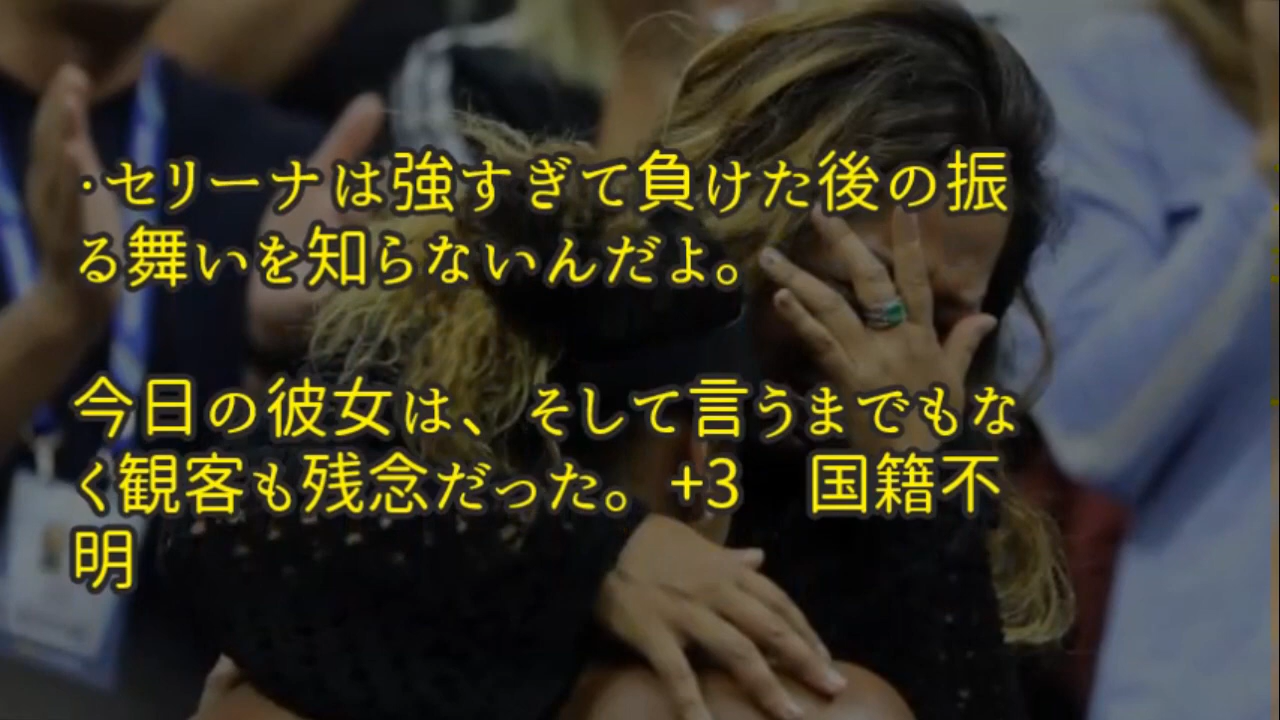 ·セリーナは強すぎて負けた後の振
る舞いを知らないんだよ。
今日の彼女は、そして言うまでもな
く観客も残念だった。+3　国籍不
明